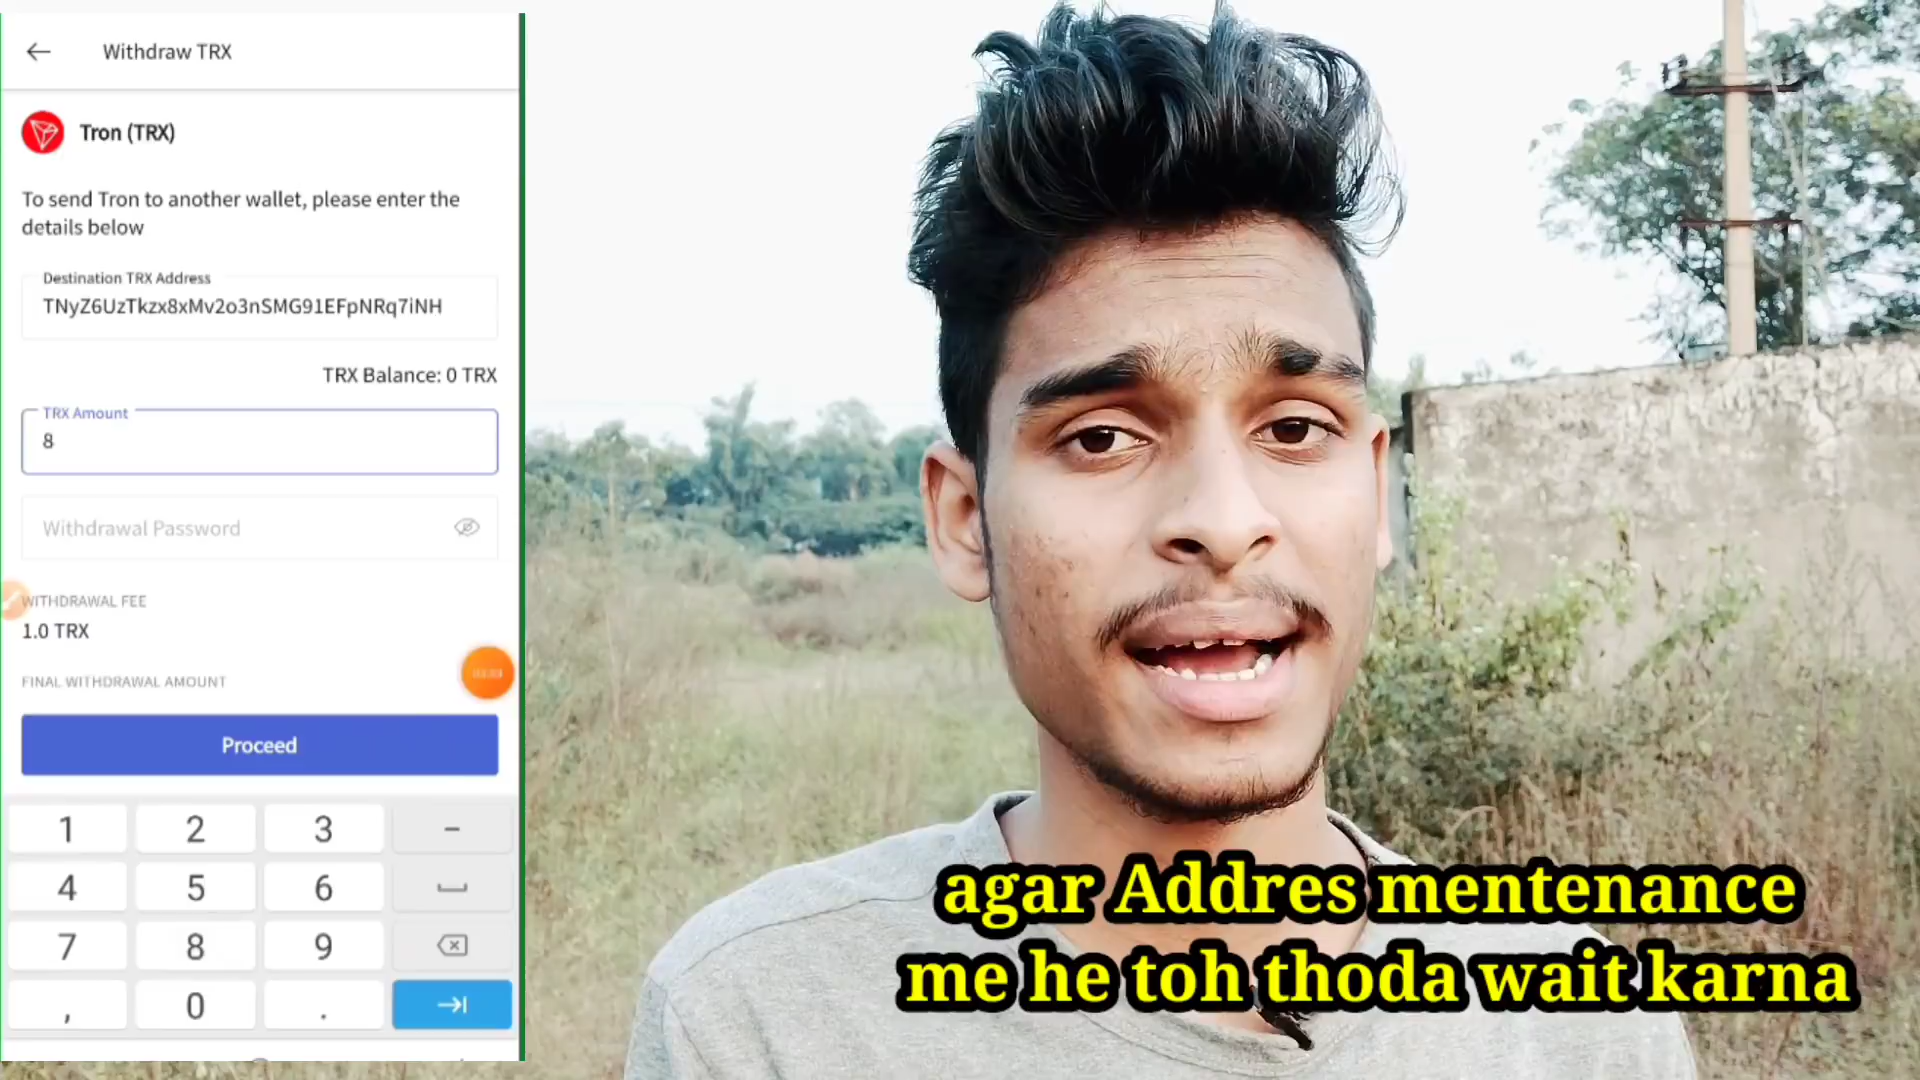 Withdraw TRX
Tron (TRX)
To send Tron to another wallet, please enter the
details below
Destination TRX Address
TNyZ6UzTkzx8xMv2o3nSMG91EFpNRq7iNH
TRX Balance: 0 TRX
TRX Amount
8
Withdrawal Password
WITHDRAWAL FEE
1.0 TRX
FINAL WITHDRAWAL AMOUNT
Proceed
1 2 3 -
4 5 6
7 8 9
, 0 .
agar Addres mentenance
me he toh thoda wait karna